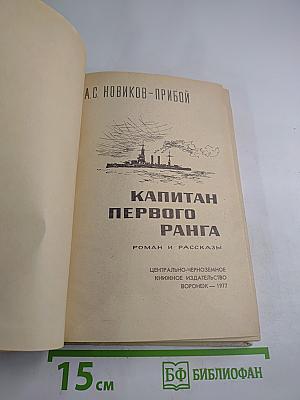 А.С. НОВИКОВ-ПРИБОЙ
КАПИТАН
ПЕРВОГО
РАНГА
РОМАН И РАССКАЗЫ
ЦЕНТРАЛЬНО-ЧЕРНОЗЕМНОЕ
КНИЖНОЕ ИЗДАТЕЛЬСТВО
ВОРОНЕЖ — 1977
15 см
БФ БИБЛИОФАН